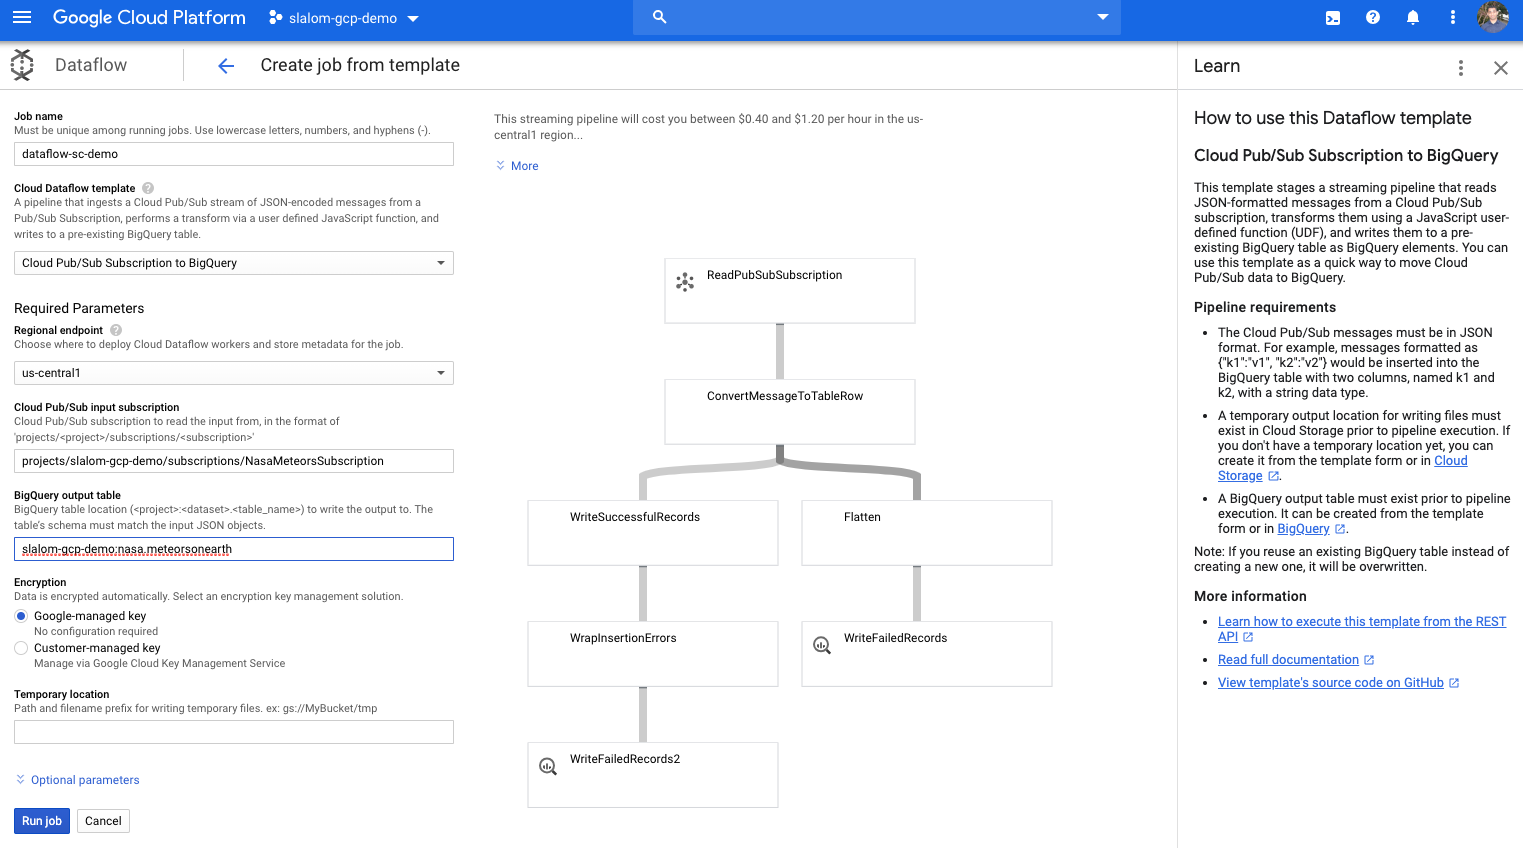 Google Cloud Platform
slalom-gcp-demo
Dataflow
Create job from template
Job name
Must be unique among running jobs. Use lowercase letters, numbers, and hyphens (-).
dataflow-sc-demo
Cloud Dataflow template
A pipeline that ingests a Cloud Pub/Sub stream of JSON-encoded messages from a
Pub/Sub Subscription, performs a transform via a user defined JavaScript function, and
writes to a pre-existing BigQuery table.
Cloud Pub/Sub Subscription to BigQuery
Required Parameters
Regional endpoint
Choose where to deploy Cloud Dataflow workers and store metadata for the job.
us-central1
Cloud Pub/Sub input subscription
Cloud Pub/Sub subscription to read the input from, in the format of
'projects/<project>/subscriptions/<subscription>'
projects/slalom-gcp-demo/subscriptions/NasaMeteorsSubscription
BigQuery output table
BigQuery table location (<project>:<dataset>.<table_name>) to write the output to. The
table's schema must match the input JSON objects.
slalom-gcp-demo:nasa.meteorsonearth
Encryption
Data is encrypted automatically. Select an encryption key management solution.
Google-managed key
No configuration required
Customer-managed key
Manage via Google Cloud Key Management Service
Temporary location
Path and filename prefix for writing temporary files. ex: gs://MyBucket/tmp
Optional parameters
Run job
Cancel
This streaming pipeline will cost you between $0.40 and $1.20 per hour in the us-
central1 region...
More
ReadPubSubSubscription
ConvertMessageToTableRow
WriteSuccessfulRecords
Flatten
WrapInsertionErrors
WriteFailedRecords
WriteFailedRecords2
Learn
How to use this Dataflow template
Cloud Pub/Sub Subscription to BigQuery
This template stages a streaming pipeline that reads
JSON-formatted messages from a Cloud Pub/Sub
subscription, transforms them using a JavaScript user-
defined function (UDF), and writes them to a pre-
existing BigQuery table as BigQuery elements. You can
use this template as a quick way to move Cloud
Pub/Sub data to BigQuery.
Pipeline requirements
• The Cloud Pub/Sub messages must be in JSON
format. For example, messages formatted as
{"k1":"v1", "k2":"v2"} would be inserted into the
BigQuery table with two columns, named k1 and
k2, with a string data type.
• A temporary output location for writing files must
exist in Cloud Storage prior to pipeline execution. If
you don't have a temporary location yet, you can
create it from the template form or in Cloud
Storage.
• A BigQuery output table must exist prior to pipeline
execution. It can be created from the template
form or in BigQuery.
Note: If you reuse an existing BigQuery table instead of
creating a new one, it will be overwritten.
More information
• Learn how to execute this template from the REST
API
• Read full documentation
• View template's source code on GitHub